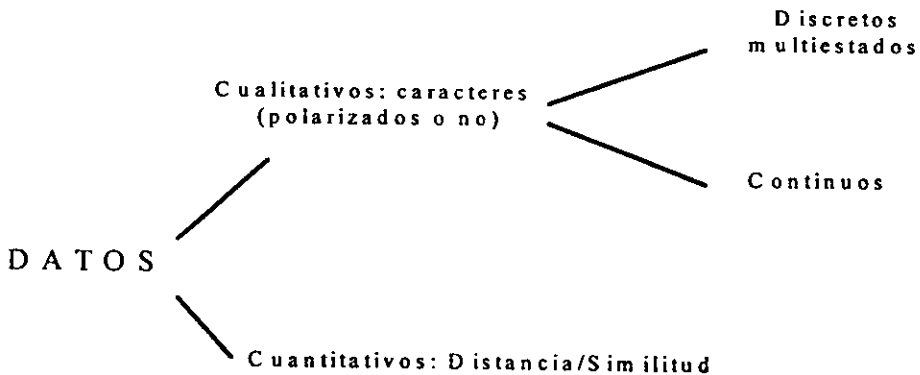 Discretos
multiestados
Cualitativos: caracteres
(polarizados o no)
Continuos
DATOS
Cuantitativos: Distancia/Similitud